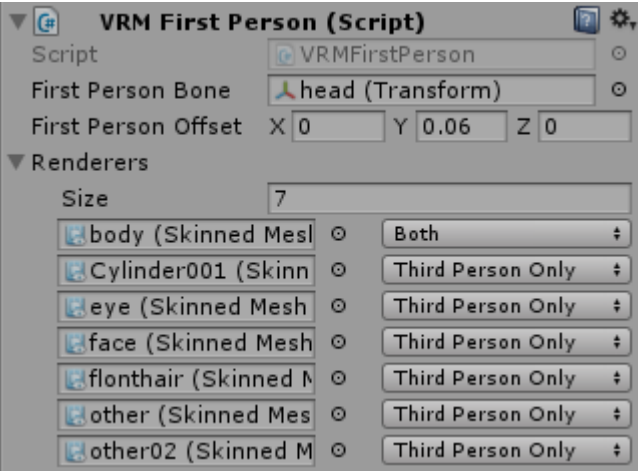 VRM First Person (Script)
Script VRMFirstPerson
First Person Bone head (Transform)
First Person Offset X 0 Y 0.06 Z 0
Renderers
Size 7
body (Skinned Mesl Both
Cylinder001 (Skinn Third Person Only
eye (Skinned Mesh Third Person Only
face (Skinned Mesh Third Person Only
flonthair (Skinned M Third Person Only
other (Skinned Mes Third Person Only
other02 (Skinned M Third Person Only